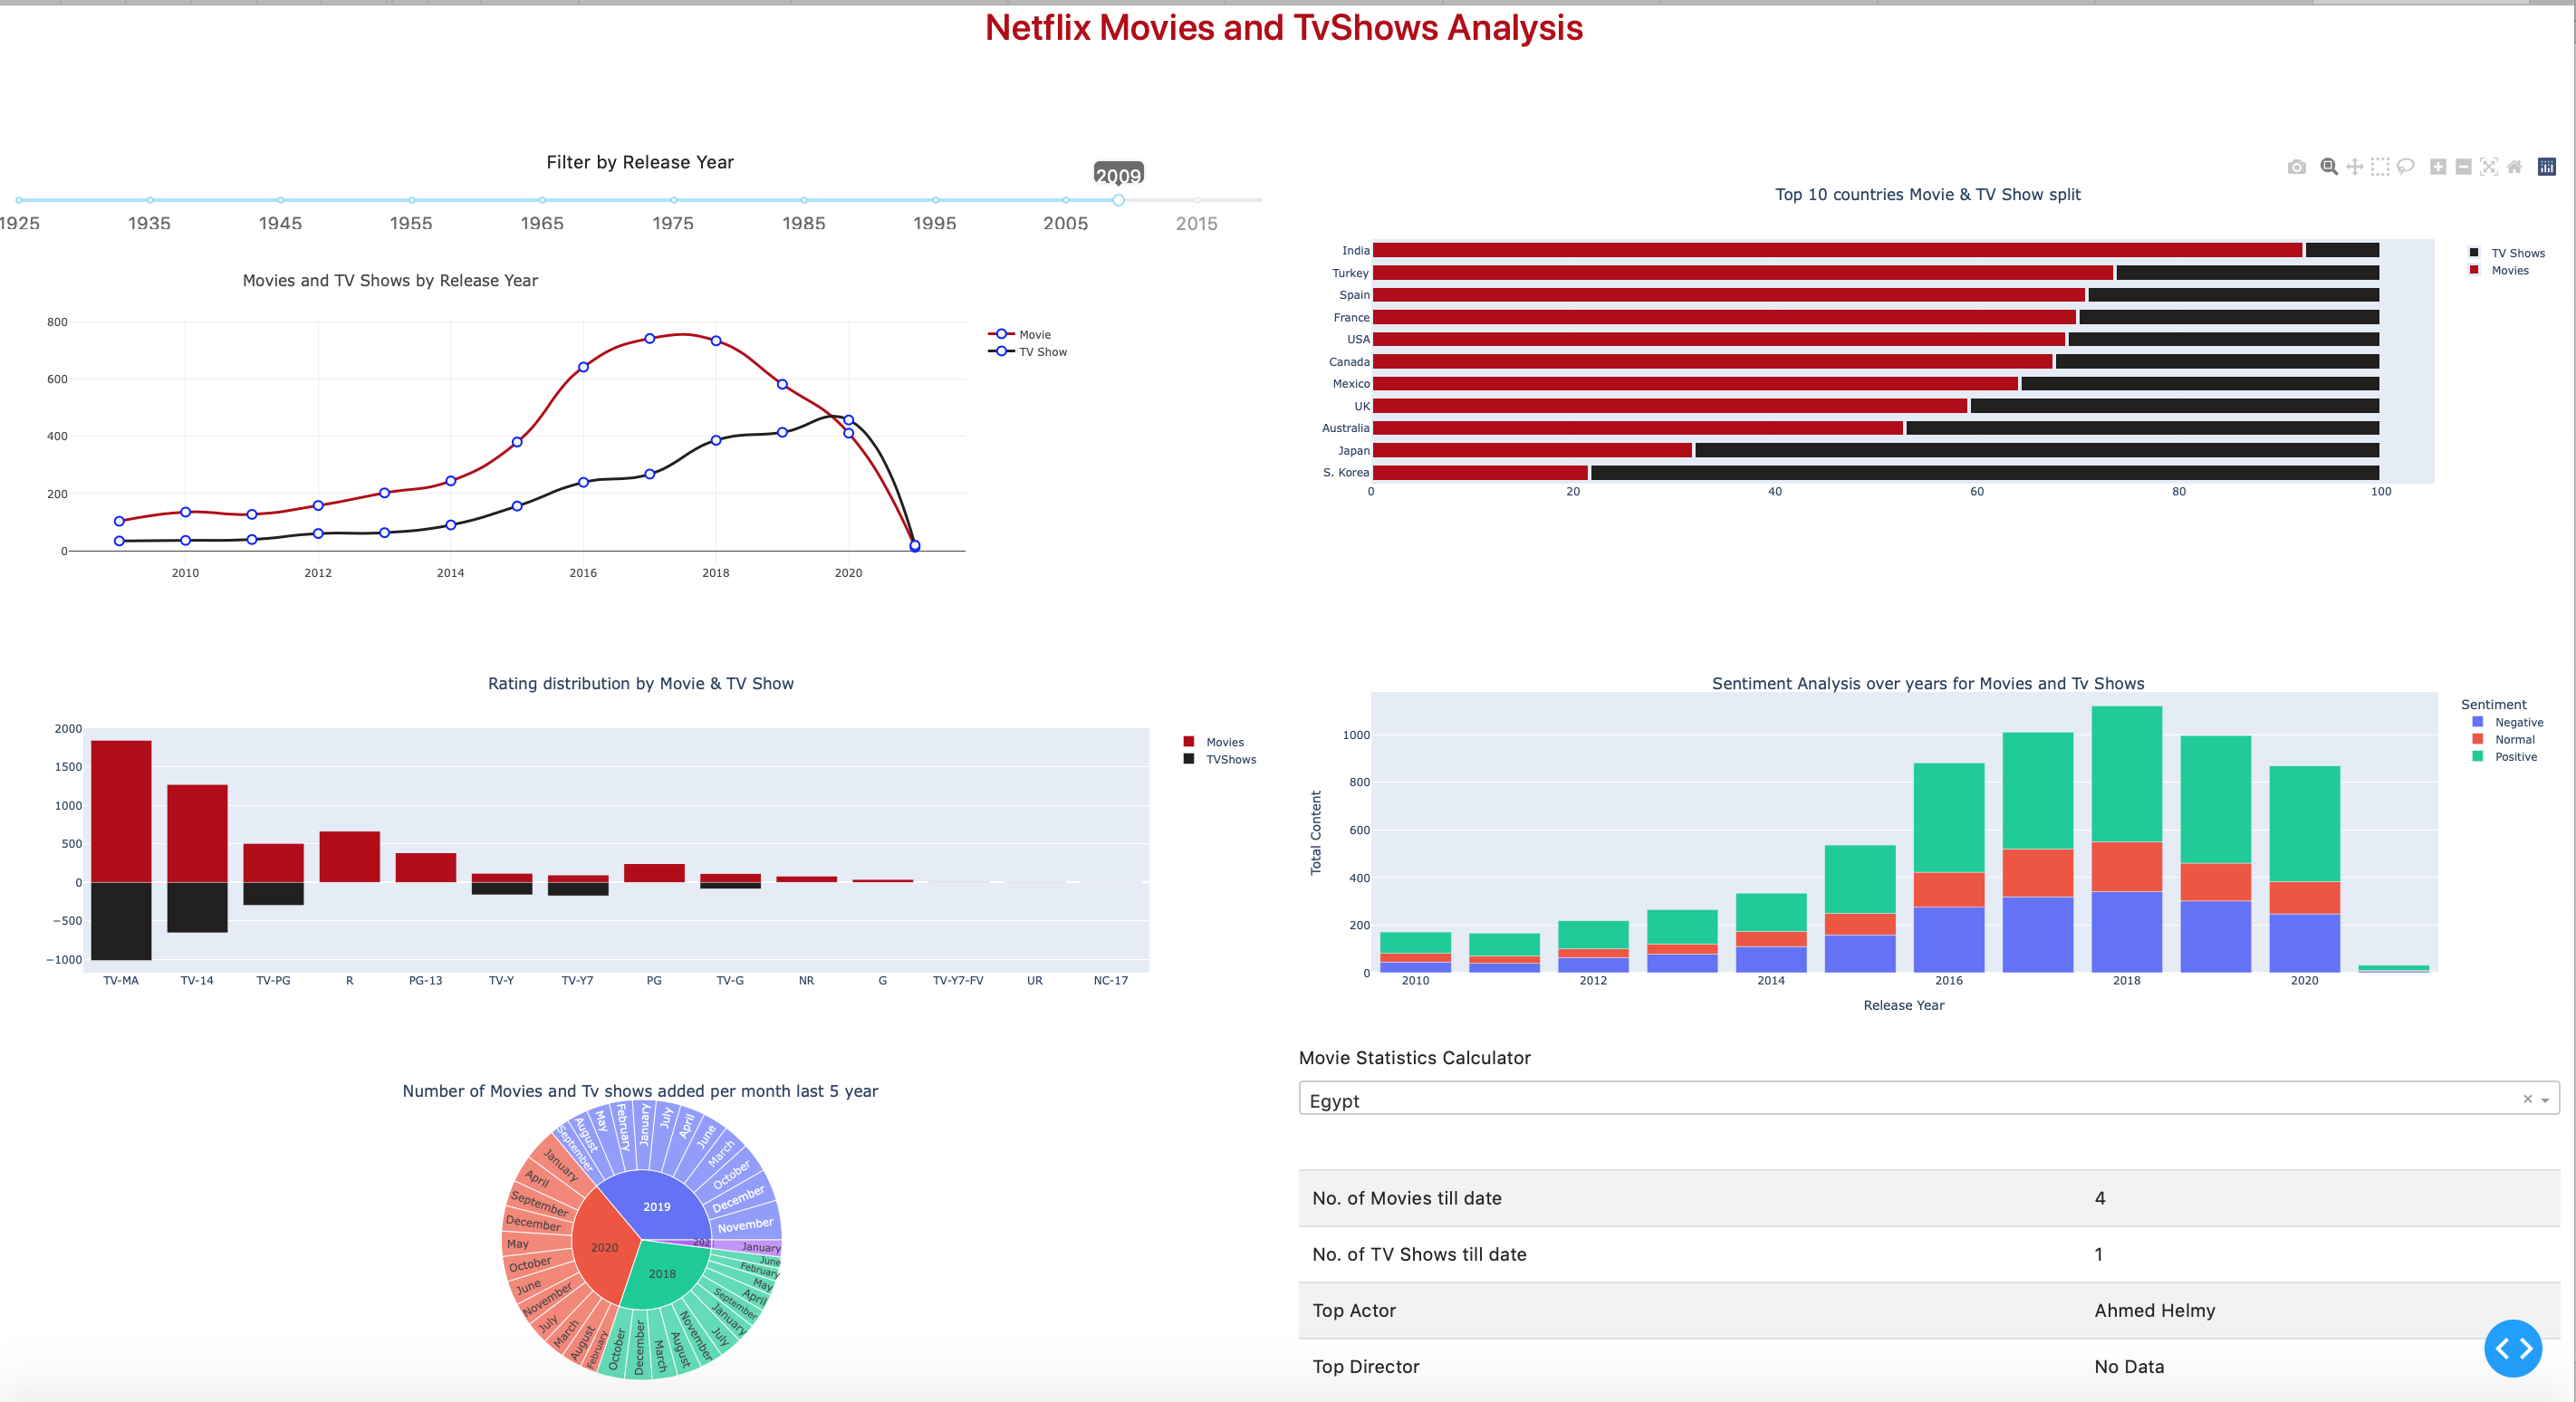 Netflix Movies and TvShows Analysis
Filter by Release Year
2009
1925 1935 1945 1955 1965 1975 1985 1995 2005 2015
Movies and TV Shows by Release Year
800
600
400
200
0
2010 2012 2014 2016 2018 2020
Movie
TV Show
Top 10 countries Movie & TV Show split
India
Turkey
Spain
France
USA
Canada
Mexico
UK
Australia
Japan
S. Korea
0 20 40 60 80 100
TV Shows
Movies
Rating distribution by Movie & TV Show
2000
1500
1000
500
0
−500
−1000
TV-MA TV-14 TV-PG R PG-13 TV-Y TV-Y7 PG TV-G NR G TV-Y7-FV UR NC-17
Movies
TVShows
Sentiment Analysis over years for Movies and Tv Shows
Total Content
1000
800
600
400
200
0
2010 2012 2014 2016 2018 2020
Release Year
Sentiment
Negative
Normal
Positive
Number of Movies and Tv shows added per month last 5 year
2019
September
August
May
February
January
July
April
June
March
October
December
November
2020
January
April
September
December
May
October
June
November
July
March
August
February
2018
October
December
March
August
November
July
January
September
April
May
February
June
January
Movie Statistics Calculator
Egypt
No. of Movies till date 4
No. of TV Shows till date 1
Top Actor Ahmed Helmy
Top Director No Data